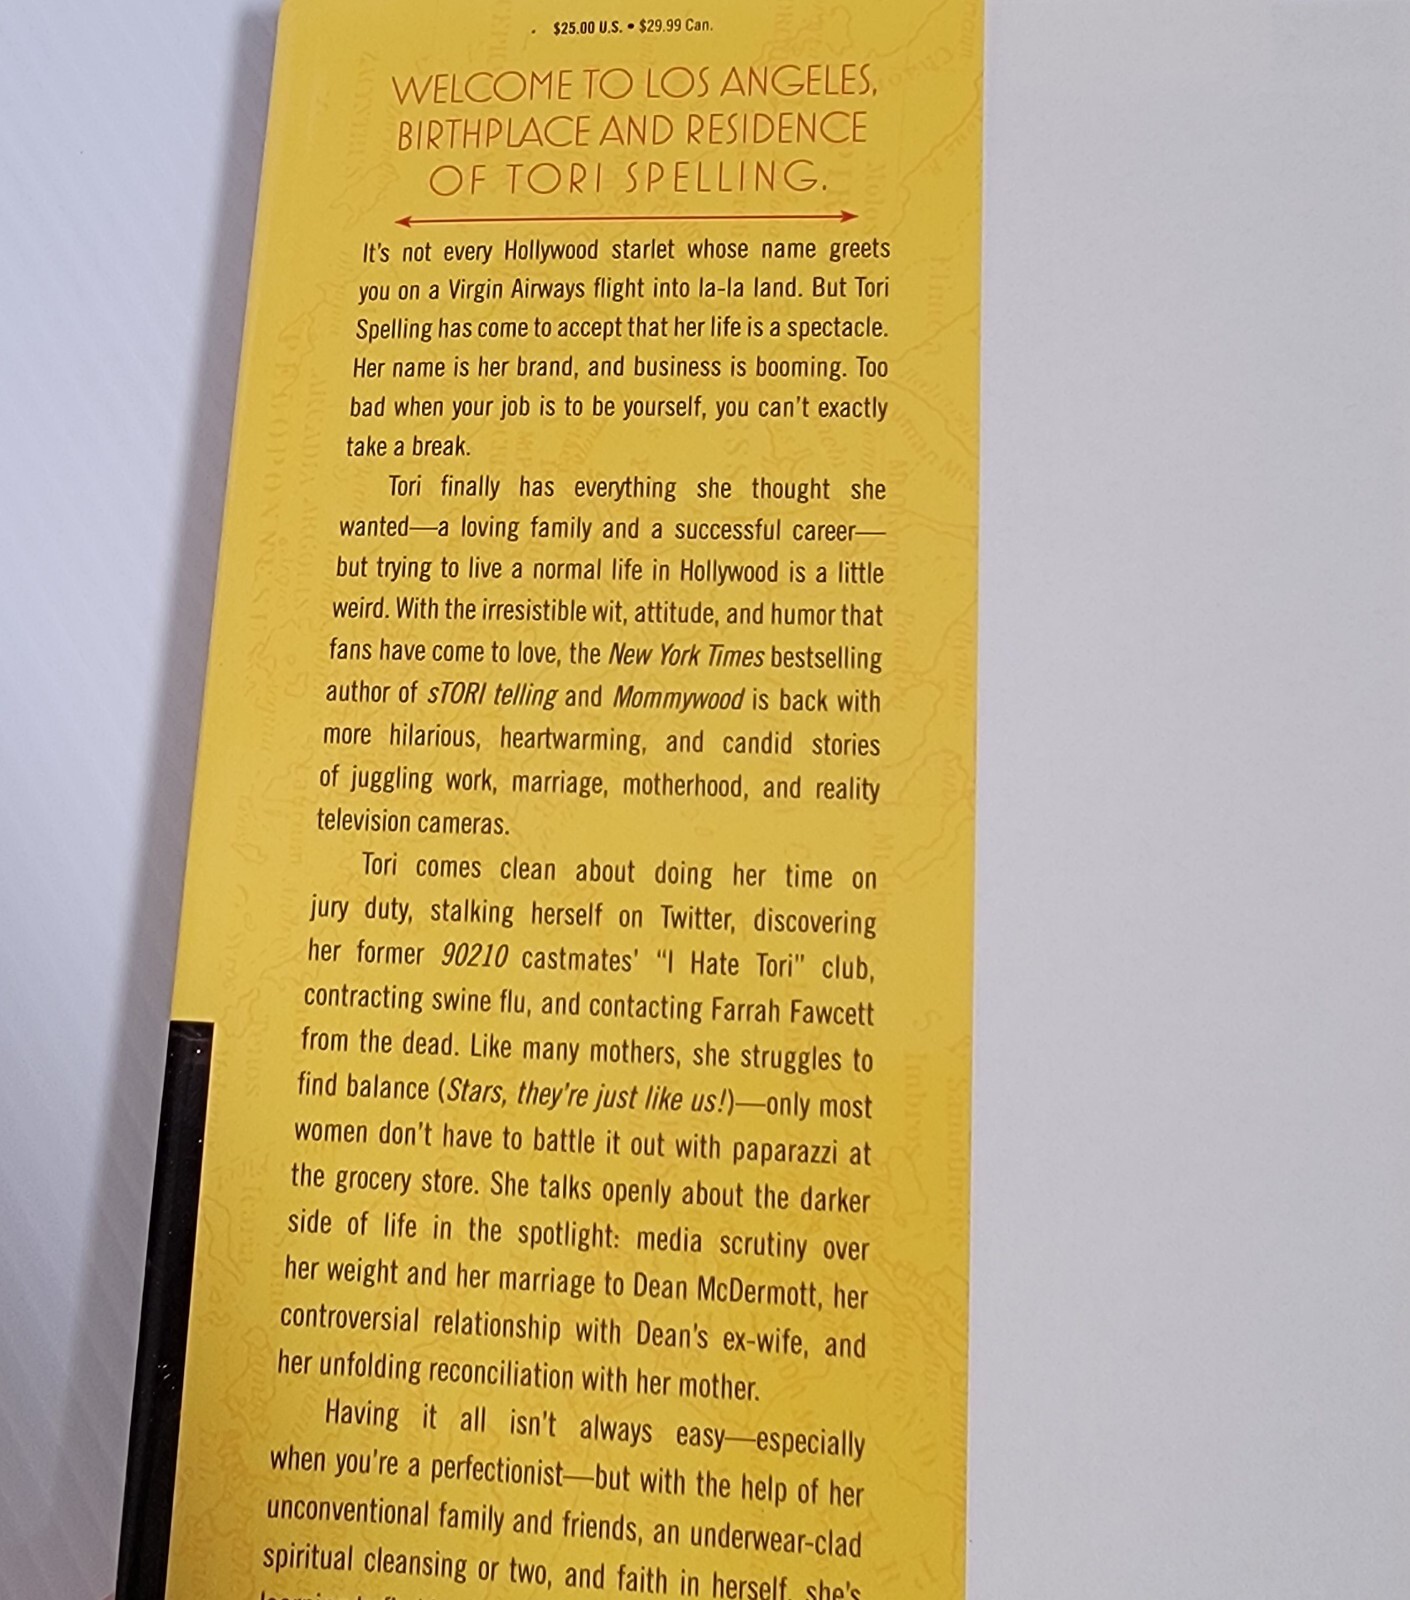 $25.00 U.S. • $29.99 Can.
WELCOME TO LOS ANGELES,
BIRTHPLACE AND RESIDENCE
OF TORI SPELLING.
It's not every Hollywood starlet whose name greets
you on a Virgin Airways flight into la-la land. But Tori
Spelling has come to accept that her life is a spectacle.
Her name is her brand, and business is booming. Too
bad when your job is to be yourself, you can't exactly
take a break.
Tori finally has everything she thought she
wanted—a loving family and a successful career—
but trying to live a normal life in Hollywood is a little
weird. With the irresistible wit, attitude, and humor that
fans have come to love, the New York Times bestselling
author of sTORI telling and Mommywood is back with
more hilarious, heartwarming, and candid stories
of juggling work, marriage, motherhood, and reality
television cameras.
Tori comes clean about doing her time on
jury duty, stalking herself on Twitter, discovering
her former 90210 castmates' "I Hate Tori" club,
contracting swine flu, and contacting Farrah Fawcett
from the dead. Like many mothers, she struggles to
find balance (Stars, they're just like us!)—only most
women don't have to battle it out with paparazzi at
the grocery store. She talks openly about the darker
side of life in the spotlight: media scrutiny over
her weight and her marriage to Dean McDermott, her
controversial relationship with Dean's ex-wife, and
her unfolding reconciliation with her mother.
Having it all isn't always easy—especially
when you're a perfectionist—but with the help of her
unconventional family and friends, an underwear-clad
spiritual cleansing or two, and faith in herself, she's